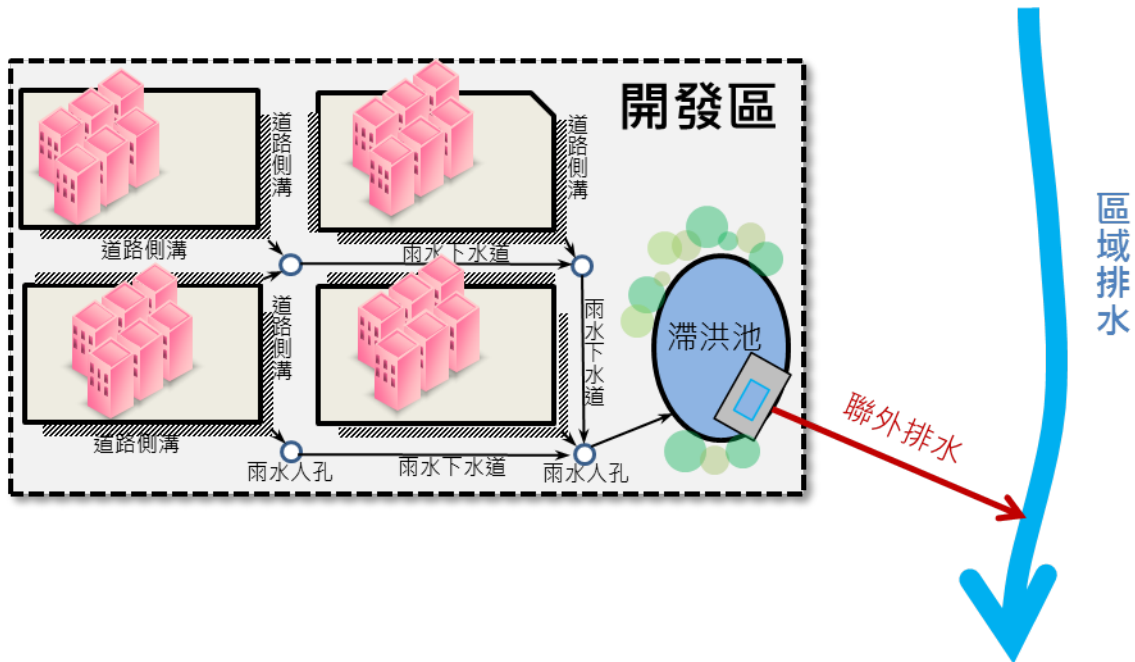 開發區
道路側溝
道路側溝
道路側溝
雨水下水道
道路側溝
雨水下水道
滯洪池
道路側溝
雨水人孔
雨水下水道
雨水人孔
聯外排水
區域排水